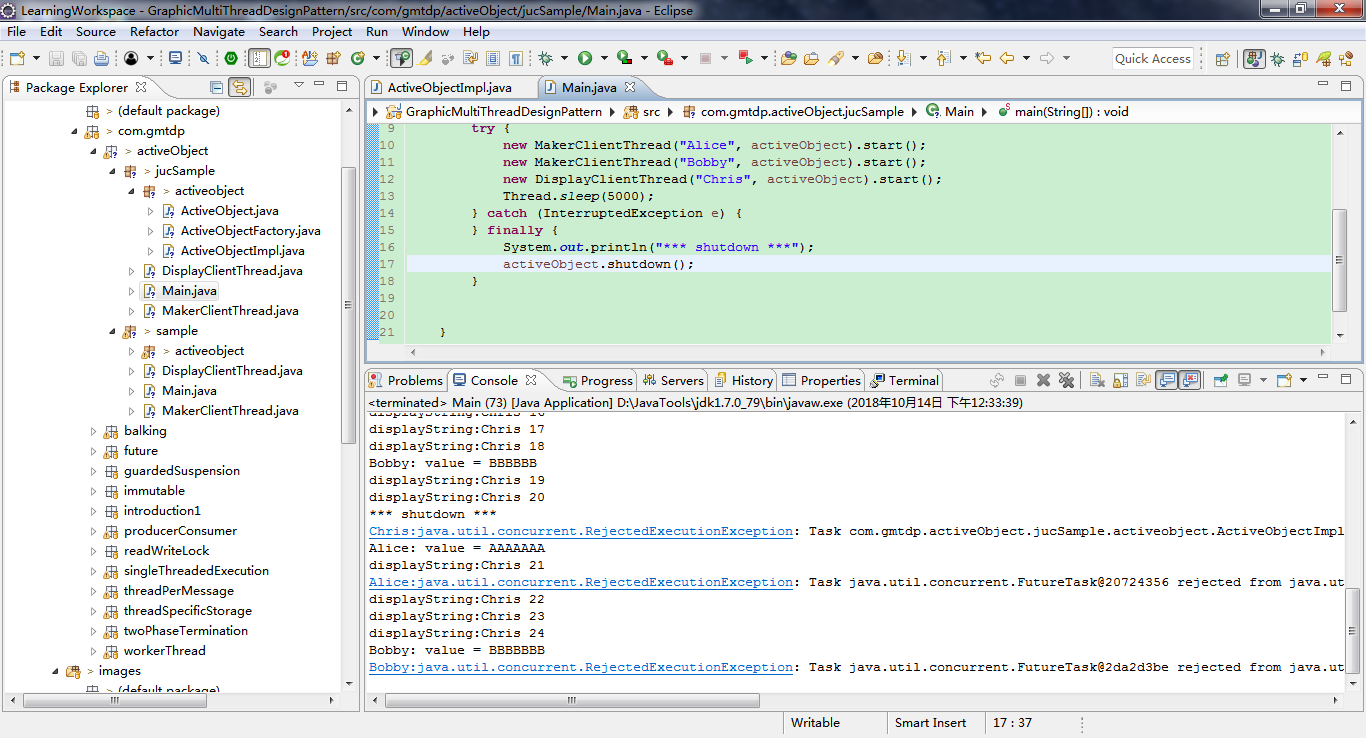 LearningWorkspace - GraphicMultiThreadDesignPattern/src/com/gmtdp/activeObject/jucSample/Main.java - Eclipse
File Edit Source Refactor Navigate Search Project Run Window Help
Quick Access
Package Explorer
> (default package)
> com.gmtdp
> activeObject
> jucSample
> activeobject
ActiveObject.java
ActiveObjectFactory.java
ActiveObjectImpl.java
DisplayClientThread.java
Main.java
MakerClientThread.java
> sample
> activeobject
DisplayClientThread.java
Main.java
MakerClientThread.java
balking
future
guardedSuspension
immutable
introduction1
producerConsumer
readWriteLock
singleThreadedExecution
threadPerMessage
threadSpecificStorage
twoPhaseTermination
workerThread
> images
> (default package)
ActiveObjectImpl.java Main.java
GraphicMultiThreadDesignPattern src com.gmtdp.activeObject.jucSample Main main(String[]) : void
9 try {
10 new MakerClientThread("Alice", activeObject).start();
11 new MakerClientThread("Bobby", activeObject).start();
12 new DisplayClientThread("Chris", activeObject).start();
13 Thread.sleep(5000);
14 } catch (InterruptedException e) {
15 } finally {
16 System.out.println("*** shutdown ***");
17 activeObject.shutdown();
18 }
19
20
21 }
Problems Console Progress Servers History Properties Terminal
<terminated> Main (73) [Java Application] D:\JavaTools\jdk1.7.0_79\bin\javaw.exe (2018年10月14日 下午12:33:39)
displayString:Chris 16
displayString:Chris 17
displayString:Chris 18
Bobby: value = BBBBBB
displayString:Chris 19
displayString:Chris 20
*** shutdown ***
Chris:java.util.concurrent.RejectedExecutionException: Task com.gmtdp.activeObject.jucSample.activeobject.ActiveObjectImpl
Alice: value = AAAAAAA
displayString:Chris 21
Alice:java.util.concurrent.RejectedExecutionException: Task java.util.concurrent.FutureTask@20724356 rejected from java.ut
displayString:Chris 22
displayString:Chris 23
displayString:Chris 24
Bobby: value = BBBBBBB
Bobby:java.util.concurrent.RejectedExecutionException: Task java.util.concurrent.FutureTask@2da2d3be rejected from java.ut
Writable Smart Insert 17 : 37